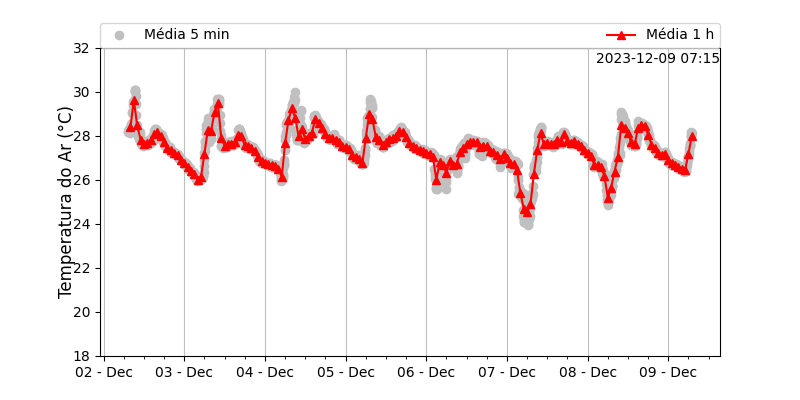 Média 5 min
Média 1 h
2023-12-09 07:15
Temperatura do Ar (°C)
32
30
28
26
24
22
20
18
02 - Dec
03 - Dec
04 - Dec
05 - Dec
06 - Dec
07 - Dec
08 - Dec
09 - Dec